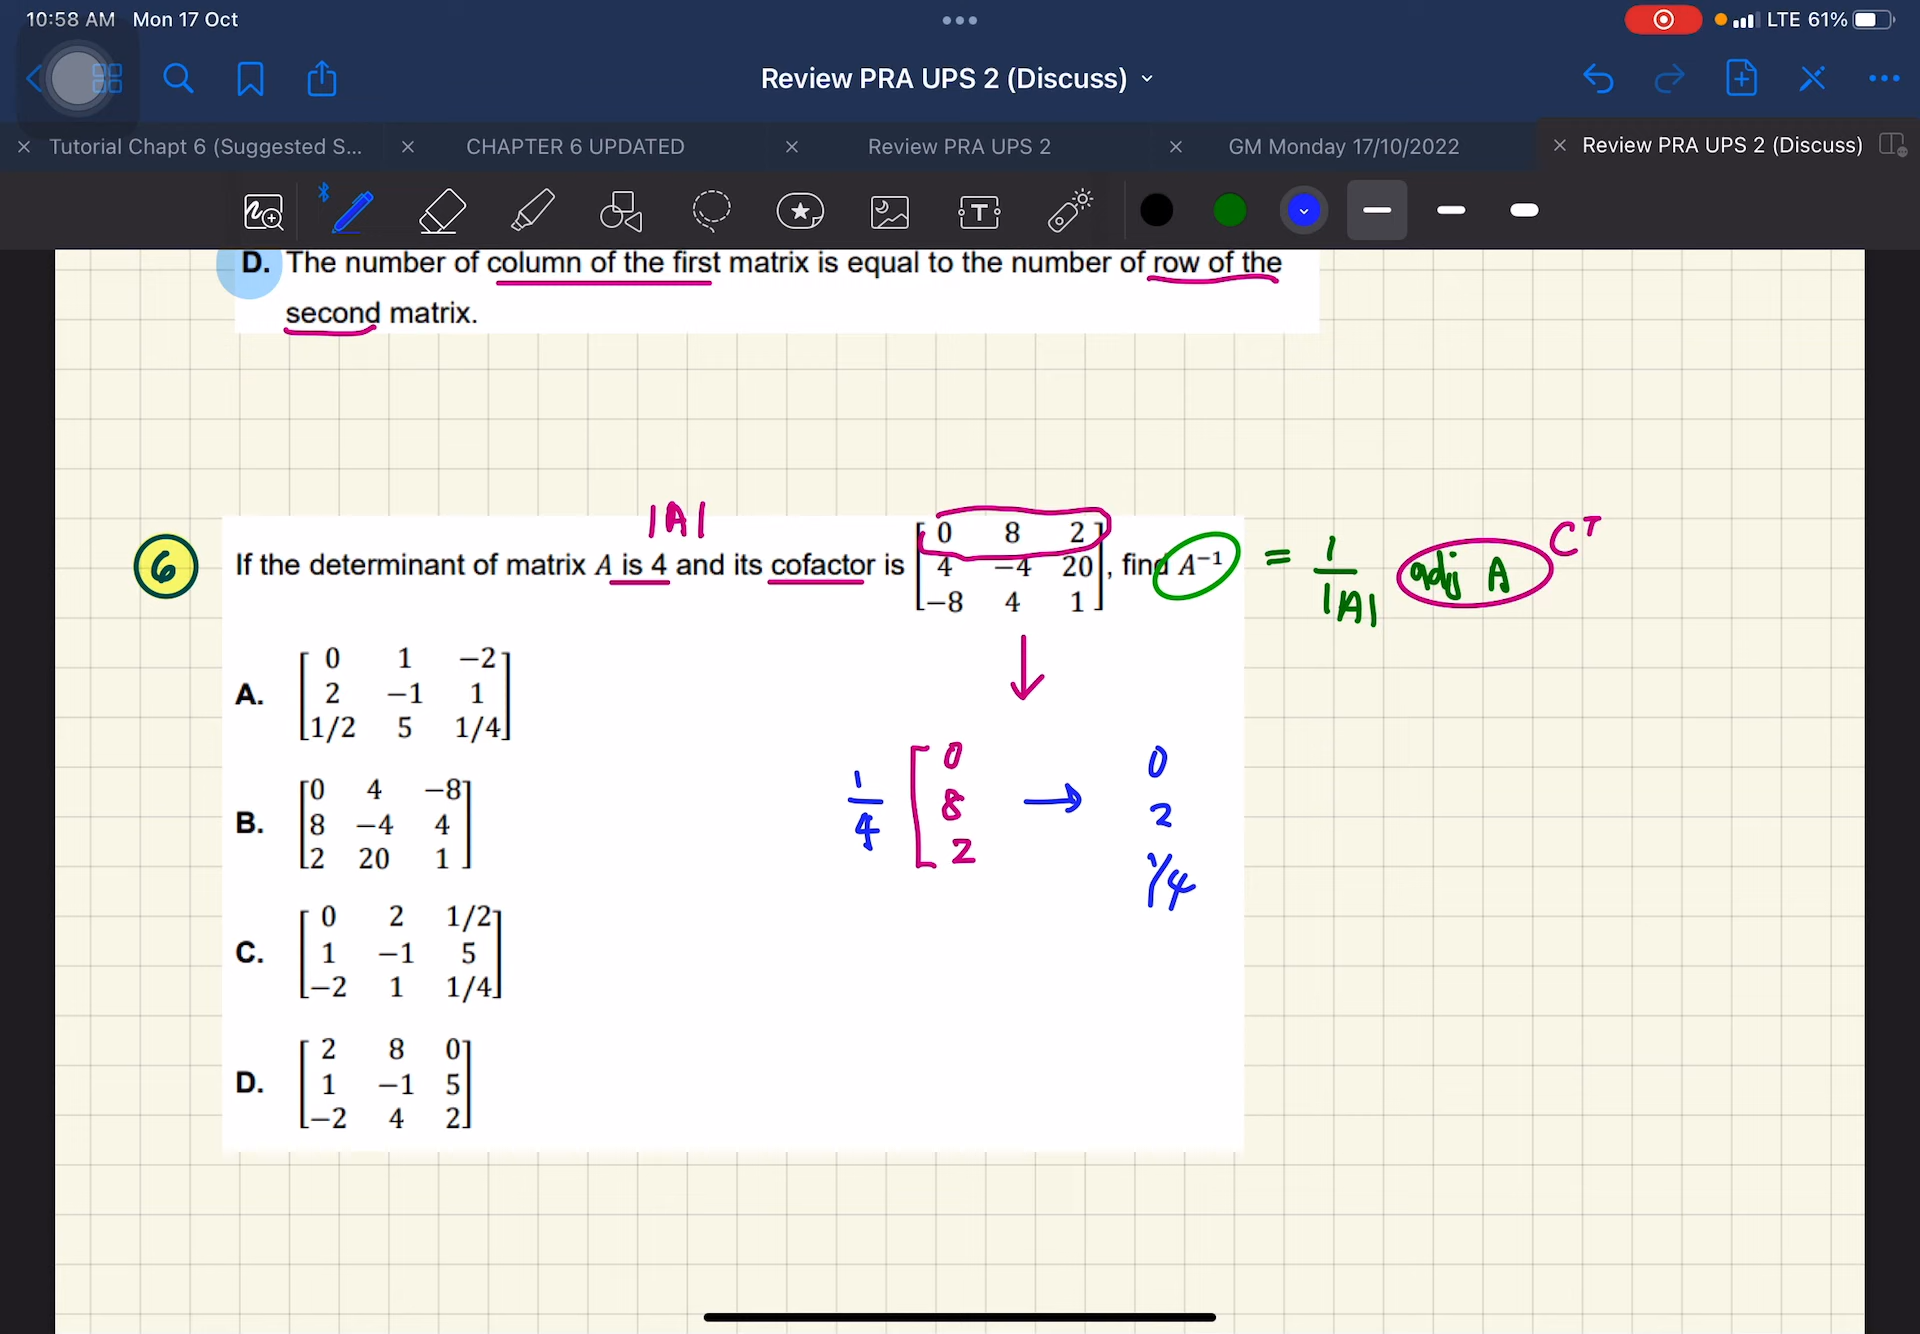 10:58 AM Mon 17 Oct
LTE 61%
Review PRA UPS 2 (Discuss)
Tutorial Chapt 6 (Suggested S... CHAPTER 6 UPDATED Review PRA UPS 2 GM Monday 17/10/2022 Review PRA UPS 2 (Discuss)
T
D. The number of column of the first matrix is equal to the number of row of the
second matrix.
|A|
6 If the determinant of matrix A is 4 and its cofactor is [0 8 2; 4 −4 20; −8 4 1], find A⁻¹ = 1/|A| adj A Cᵀ
A. [0 1 −2; 2 −1 1; 1/2 5 1/4]
B. [0 4 −8; 8 −4 4; 2 20 1]
C. [0 2 1/2; 1 −1 5; −2 1 1/4]
D. [2 8 0; 1 −1 5; −2 4 2]
1/4 [0 8 2 → 0 2 1/4